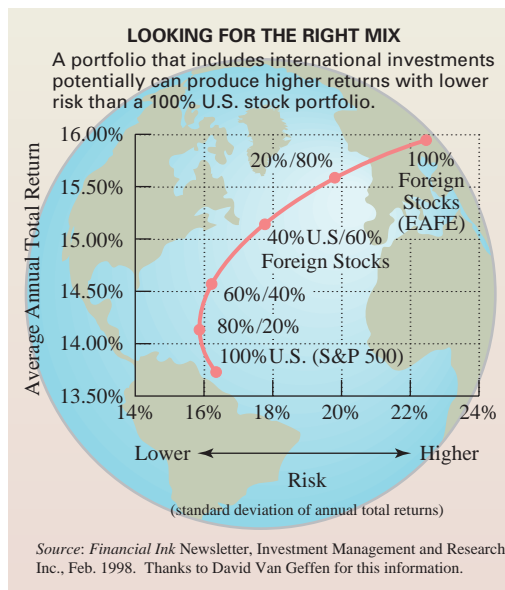 LOOKING FOR THE RIGHT MIX
A portfolio that includes international investments
potentially can produce higher returns with lower
risk than a 100% U.S. stock portfolio.
Average Annual Total Return
16.00%
15.50%
15.00%
14.50%
14.00%
13.50%
20%/80%
100%
Foreign
Stocks
(EAFE)
40%U.S/60%
Foreign Stocks
60%/40%
80%/20%
100%U.S. (S&P 500)
14%
16%
18%
20%
22%
24%
Lower
Higher
Risk
(standard deviation of annual total returns)
Source: Financial Ink Newsletter, Investment Management and Research
Inc., Feb. 1998. Thanks to David Van Geffen for this information.